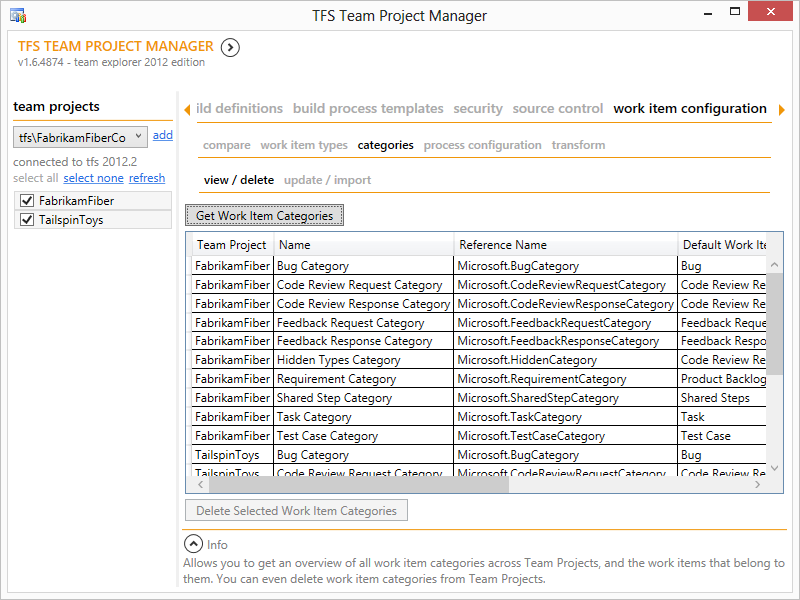 TFS Team Project Manager
TFS TEAM PROJECT MANAGER
v1.6.4874 - team explorer 2012 edition
team projects
tfs\FabrikamFiberCo add
connected to tfs 2012.2
select all select none refresh
FabrikamFiber
TailspinToys
ild definitions build process templates security source control work item configuration
compare work item types categories process configuration transform
view / delete update / import
Get Work Item Categories
Team Project Name Reference Name Default Work Ite
FabrikamFiber Bug Category Microsoft.BugCategory Bug
FabrikamFiber Code Review Request Category Microsoft.CodeReviewRequestCategory Code Review Re
FabrikamFiber Code Review Response Category Microsoft.CodeReviewResponseCategory Code Review Re
FabrikamFiber Feedback Request Category Microsoft.FeedbackRequestCategory Feedback Reque
FabrikamFiber Feedback Response Category Microsoft.FeedbackResponseCategory Feedback Respo
FabrikamFiber Hidden Types Category Microsoft.HiddenCategory Code Review Re
FabrikamFiber Requirement Category Microsoft.RequirementCategory Product Backlog
FabrikamFiber Shared Step Category Microsoft.SharedStepCategory Shared Steps
FabrikamFiber Task Category Microsoft.TaskCategory Task
FabrikamFiber Test Case Category Microsoft.TestCaseCategory Test Case
TailspinToys Bug Category Microsoft.BugCategory Bug
TailspinToys Code Review Request Category Microsoft.CodeReviewRequestCategory Code Review Re
Delete Selected Work Item Categories
Info
Allows you to get an overview of all work item categories across Team Projects, and the work items that belong to
them. You can even delete work item categories from Team Projects.